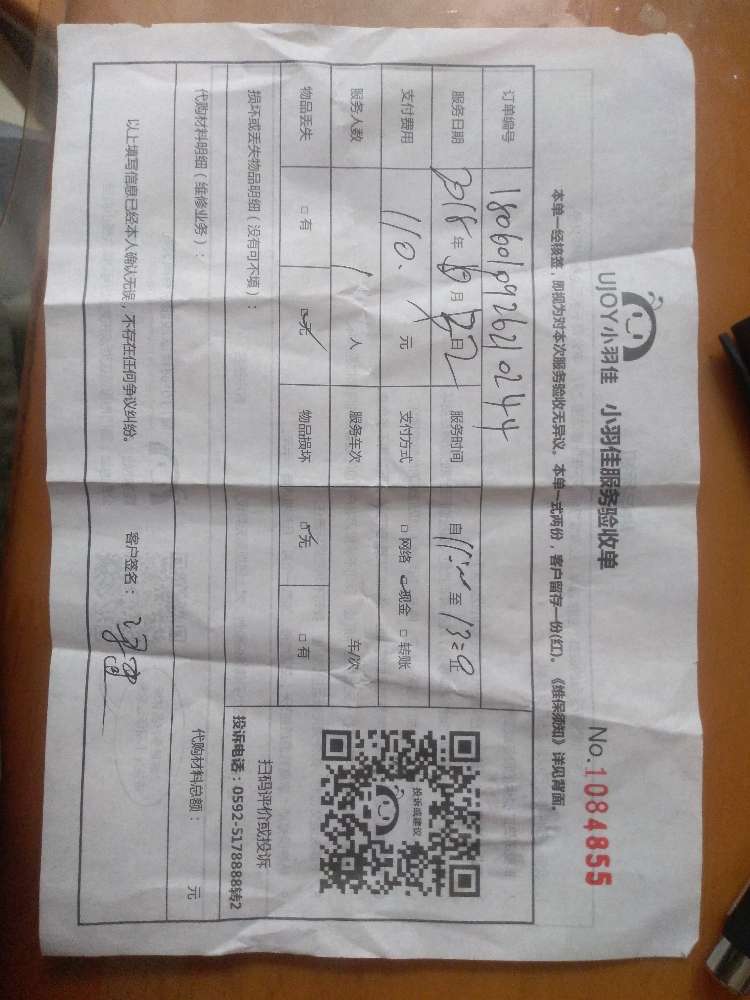 UJOY小羽佳 小羽佳服务验收单
No.1084855
本单一经核签，即视为对本次服务验收无异议。本单一式两份，客户留存一份(红)。《维保须知》详见背面。
订单编号 1806010926210244
服务日期 2018年 月 日 服务时间 自11: 至13:
支付费用 110. 元 支付方式 □网络 现金 □转账
服务人数 1 人 服务车次 车/次
物品丢失 □有 □无 物品损坏 □无 □有
损坏或丢失物品明细（没有可不填）：
投诉或建议
扫码评价或投诉
投诉电话：0592-5178888转2
代购材料明细（维修业务）： 代购材料总额： 元
以上填写信息已经本人确认无误，不存在任何争议纠纷。
客户签名：